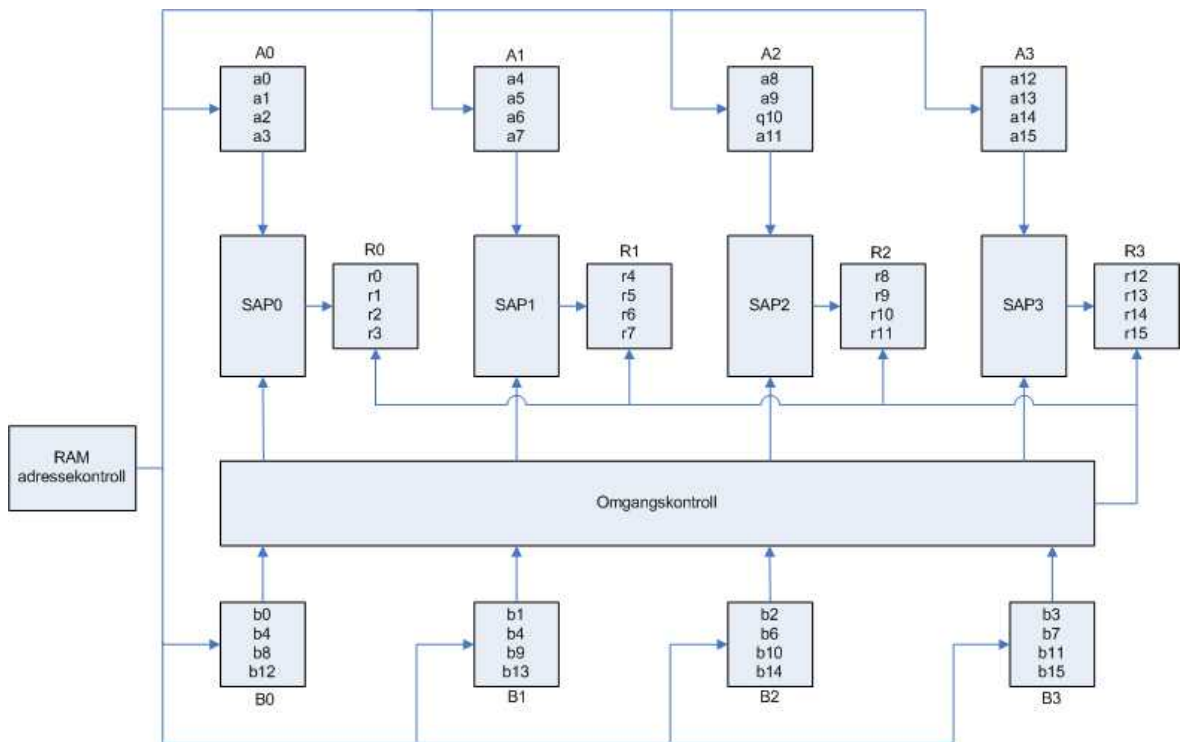 A0
a0
a1
a2
a3
A1
a4
a5
a6
a7
A2
a8
a9
q10
a11
A3
a12
a13
a14
a15
SAP0
R0
r0
r1
r2
r3
SAP1
R1
r4
r5
r6
r7
SAP2
R2
r8
r9
r10
r11
SAP3
R3
r12
r13
r14
r15
RAM
adressekontroll
Omgangskontroll
b0
b4
b8
b12
B0
b1
b4
b9
b13
B1
b2
b6
b10
b14
B2
b3
b7
b11
b15
B3